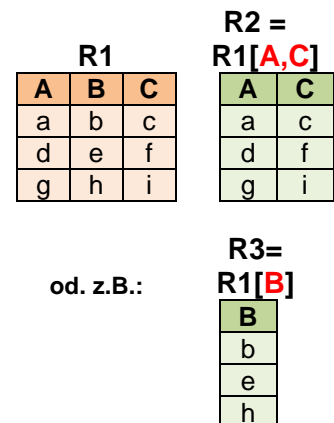 R2 =
R1 R1[A,C]
A B C A C
a b c a c
d e f d f
g h i g i
R3=
od. z.B.: R1[B]
B
b
e
h